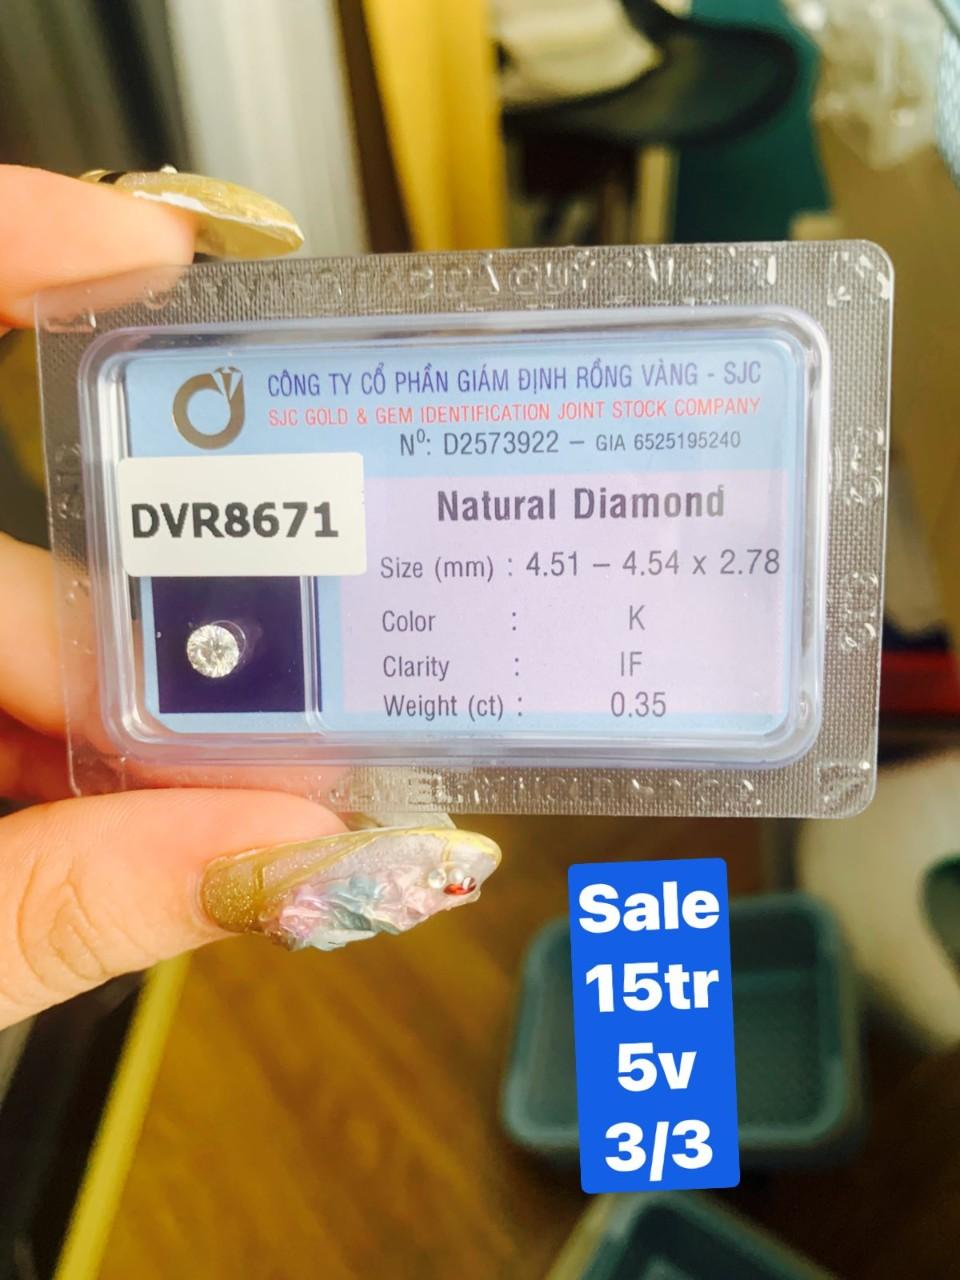 CÔNG TY CỔ PHẦN GIÁM ĐỊNH RỒNG VÀNG - SJC
SJC GOLD & GEM IDENTIFICATION JOINT STOCK COMPANY
Nº: D2573922 – GIA 6525195240
DVR8671
Natural Diamond
Size (mm) : 4.51 – 4.54 x 2.78
Color : K
Clarity : IF
Weight (ct) : 0.35
Sale
15tr
5v
3/3